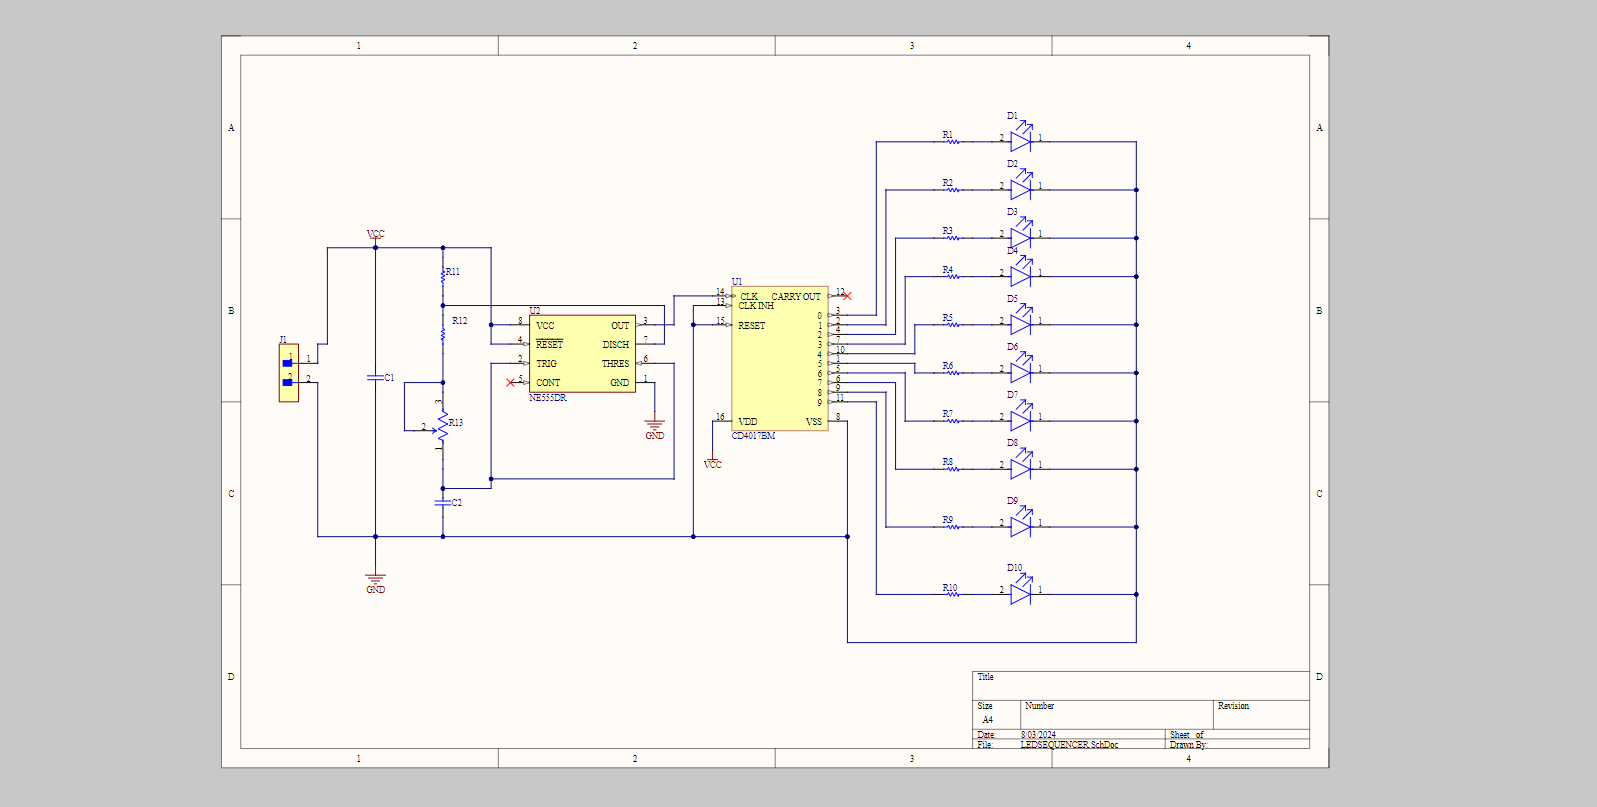 1 2 3 4
A A
B B
C C
D D
1 2 3 4
VCC
J1
1 1
2 2
C1
GND
R11
R12
3
2 R13
1
C2
U2
8 VCC OUT 3
4 RESET DISCH 7
2 TRIG THRES 6
5 CONT GND 1
NE555DR
GND
U1
14 CLK CARRY OUT 12
13 CLK INH
0 3
15 RESET 1 2
2 4
3 7
4 10
5 1
6 5
7 6
8 9
9 11
16 VDD VSS 8
CD4017BM
VCC
D1
R1 2 1
D2
R2 2 1
D3
R3 2 1
D4
R4 2 1
D5
R5 2 1
D6
R6 2 1
D7
R7 2 1
D8
R8 2 1
D9
R9 2 1
D10
R10 2 1
Title
Size Number Revision
A4
Date: 8/03/2024 Sheet of
File: LEDSEQUENCER.SchDoc Drawn By: